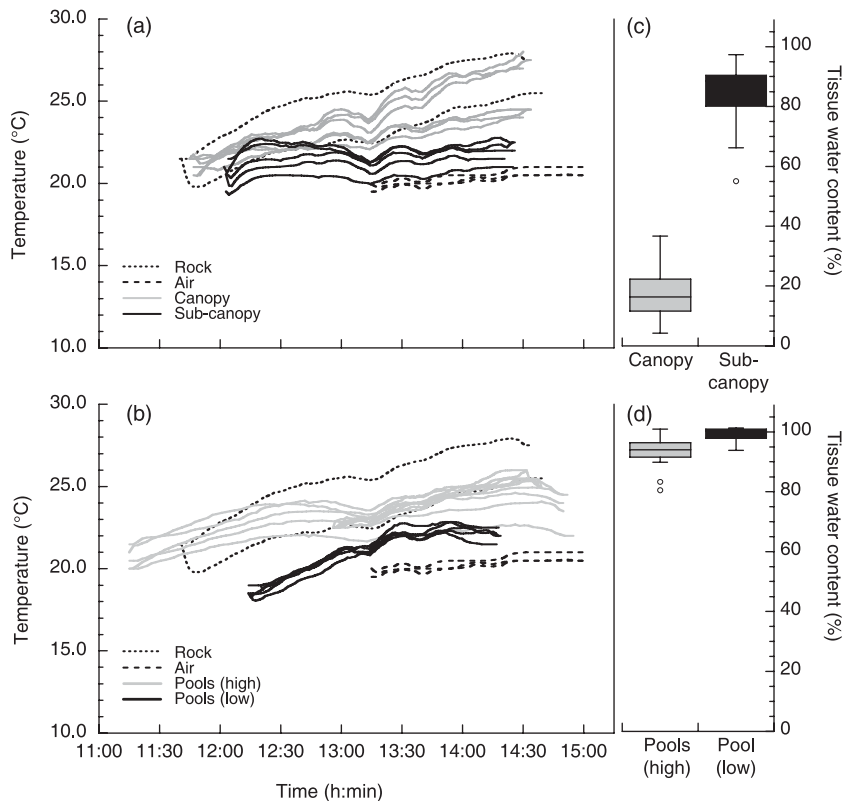 (a)
Temperature (°C)
30.0
25.0
20.0
15.0
10.0
Rock
Air
Canopy
Sub-canopy
(c)
100
80
60
40
20
0
Tissue water content (%)
Canopy
Sub-
canopy
(b)
Temperature (°C)
30.0
25.0
20.0
15.0
10.0
Rock
Air
Pools (high)
Pools (low)
11:00 11:30 12:00 12:30 13:00 13:30 14:00 14:30 15:00
Time (h:min)
(d)
100
80
60
40
20
0
Tissue water content (%)
Pools
(high)
Pool
(low)